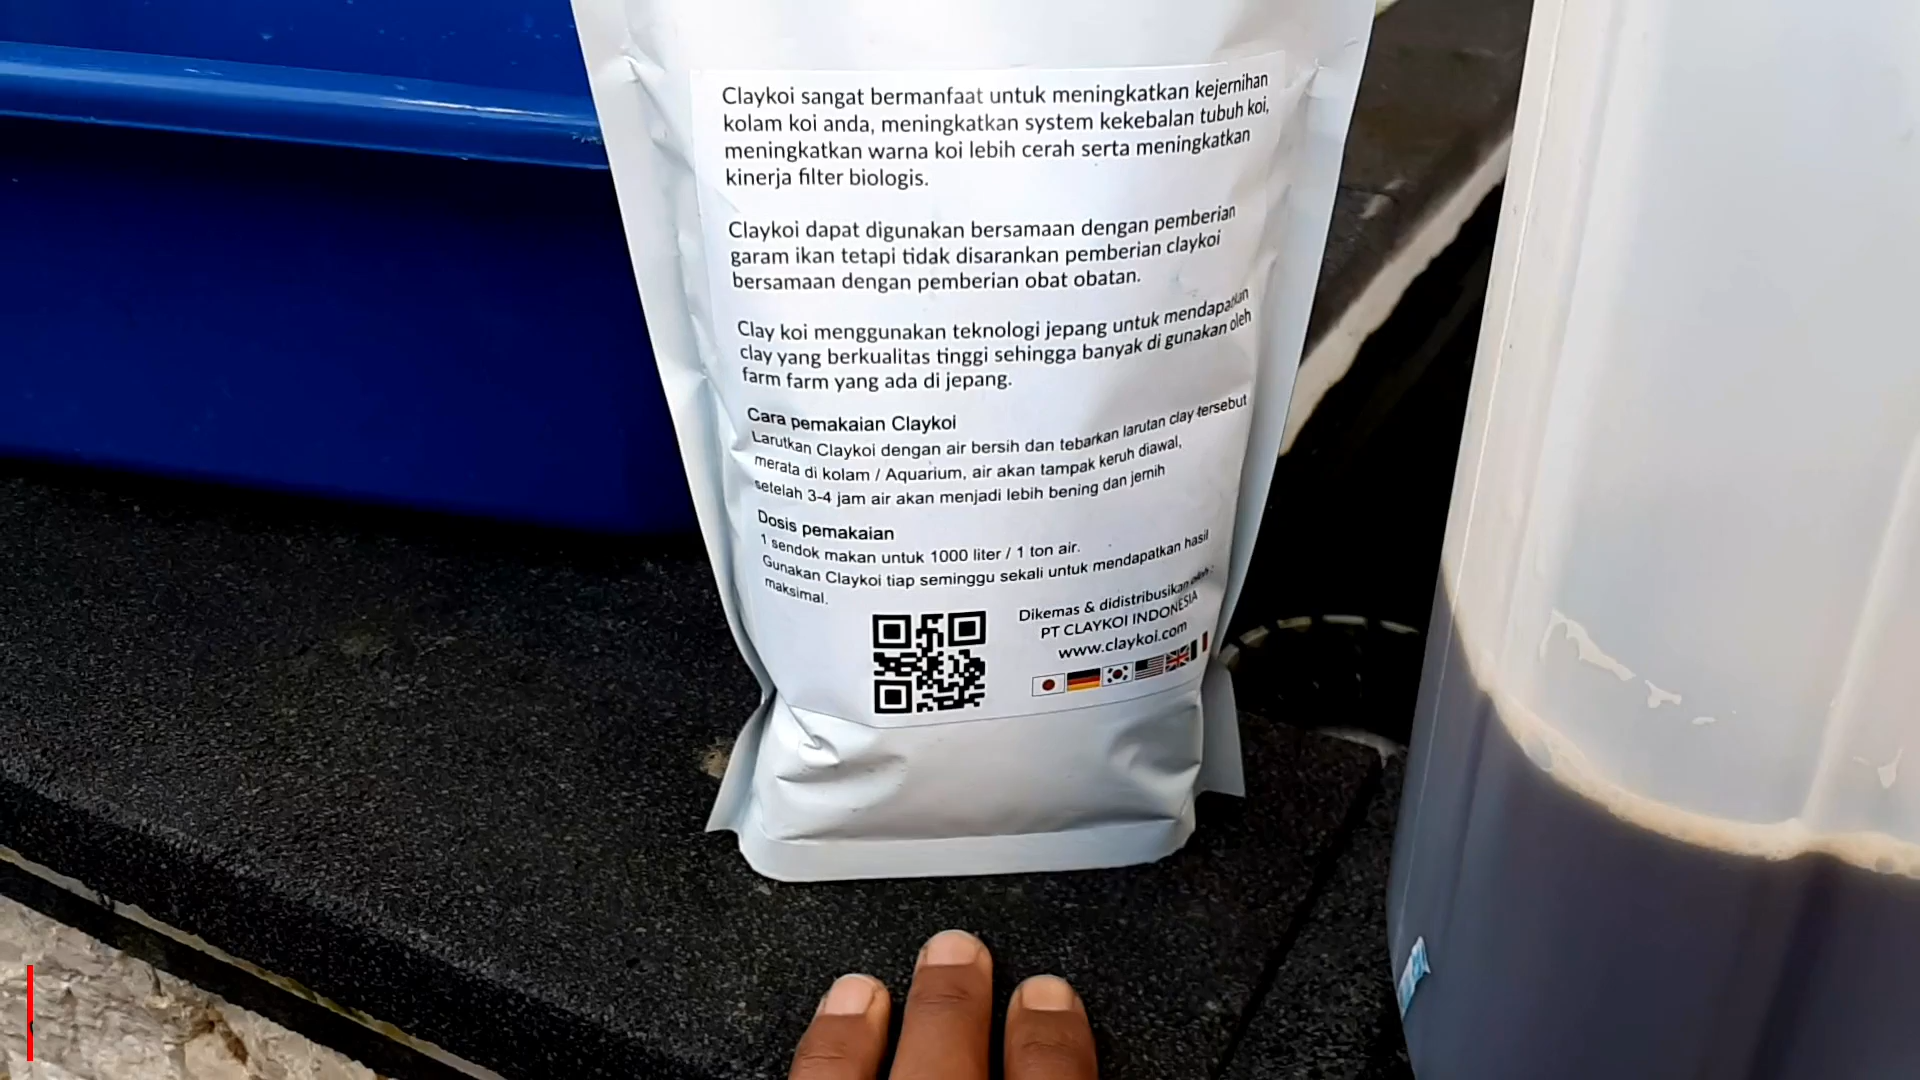 Claykoi sangat bermanfaat untuk meningkatkan kejernihan
kolam koi anda, meningkatkan system kekebalan tubuh koi,
meningkatkan warna koi lebih cerah serta meningkatkan
kinerja filter biologis.
Claykoi dapat digunakan bersamaan dengan pemberian
garam ikan tetapi tidak disarankan pemberian claykoi
bersamaan dengan pemberian obat obatan.
Clay koi menggunakan teknologi jepang untuk mendapatkan
clay yang berkualitas tinggi sehingga banyak di gunakan oleh
farm farm yang ada di jepang.
Cara pemakaian Claykoi
Larutkan Claykoi dengan air bersih dan tebarkan larutan clay tersebut
merata di kolam / Aquarium, air akan tampak keruh diawal,
setelah 3-4 jam air akan menjadi lebih bening dan jernih
Dosis pemakaian
1 sendok makan untuk 1000 liter / 1 ton air.
Gunakan Claykoi tiap seminggu sekali untuk mendapatkan hasil
maksimal.
Dikemas & didistribusikan oleh :
PT CLAYKOI INDONESIA
www.claykoi.com